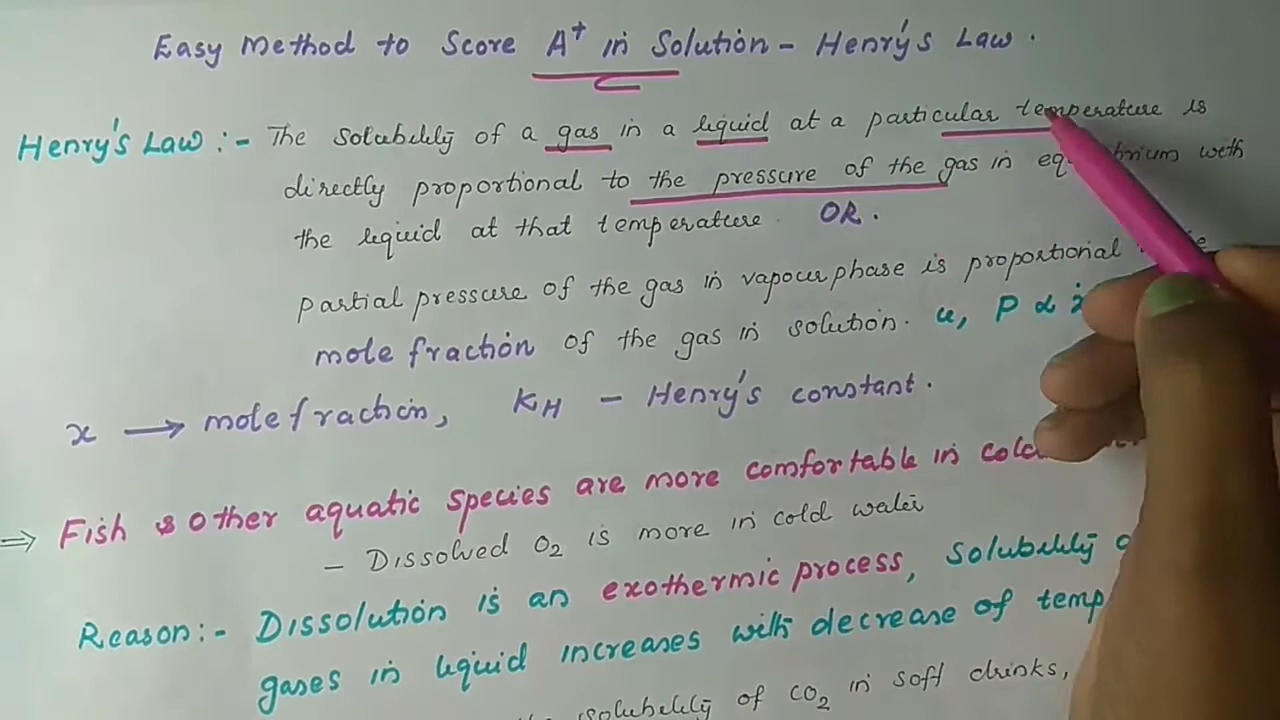 Easy Method to Score A+ in Solution - Henry's Law.
Henry's Law :- The solubility of a gas in a liquid at a particular temperature is
directly proportional to the pressure of the gas in with
the liquid at that temperature. OR.
partial pressure of the gas in vapour phase is proportional
mole fraction of the gas in solution. ie, P ∝
x → mole fraction, KH - Henry's constant.
⇒ Fish & other aquatic species are more comfortable in
- Dissolved O2 is more in cold water
Reason:- Dissolution is an exothermic process, Solubility
gases in liquid increases with decrease of temp
solubility of CO2 in soft drinks,